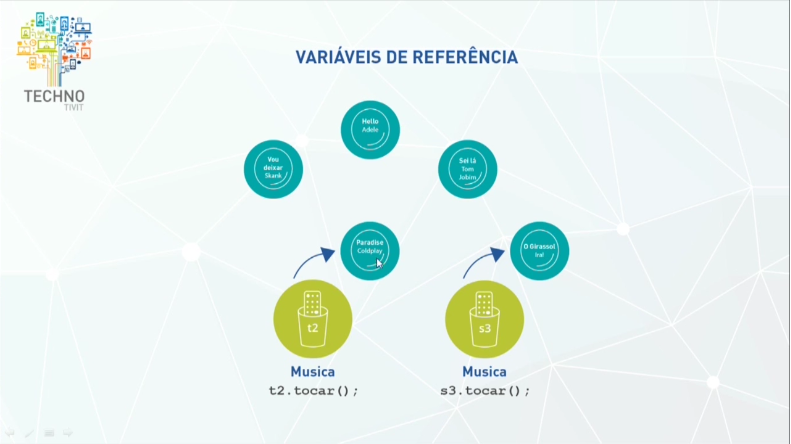 TECHNO
TIVIT
VARIÁVEIS DE REFERÊNCIA
Hello
Adele
Vou
deixar
Skank
Sei lá
Tom
Jobim
Paradise
Coldplay
O Girassol
Ira!
t2
s3
Musica
t2.tocar();
Musica
s3.tocar();